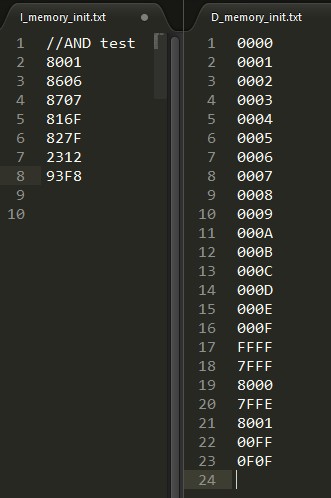 I_memory_init.txt
1 //AND test
2 8001
3 8606
4 8707
5 816F
6 827F
7 2312
8 93F8
9
10
D_memory_init.txt
1 0000
2 0001
3 0002
4 0003
5 0004
6 0005
7 0006
8 0007
9 0008
10 0009
11 000A
12 000B
13 000C
14 000D
15 000E
16 000F
17 FFFF
18 7FFF
19 8000
20 7FFE
21 8001
22 00FF
23 0F0F
24